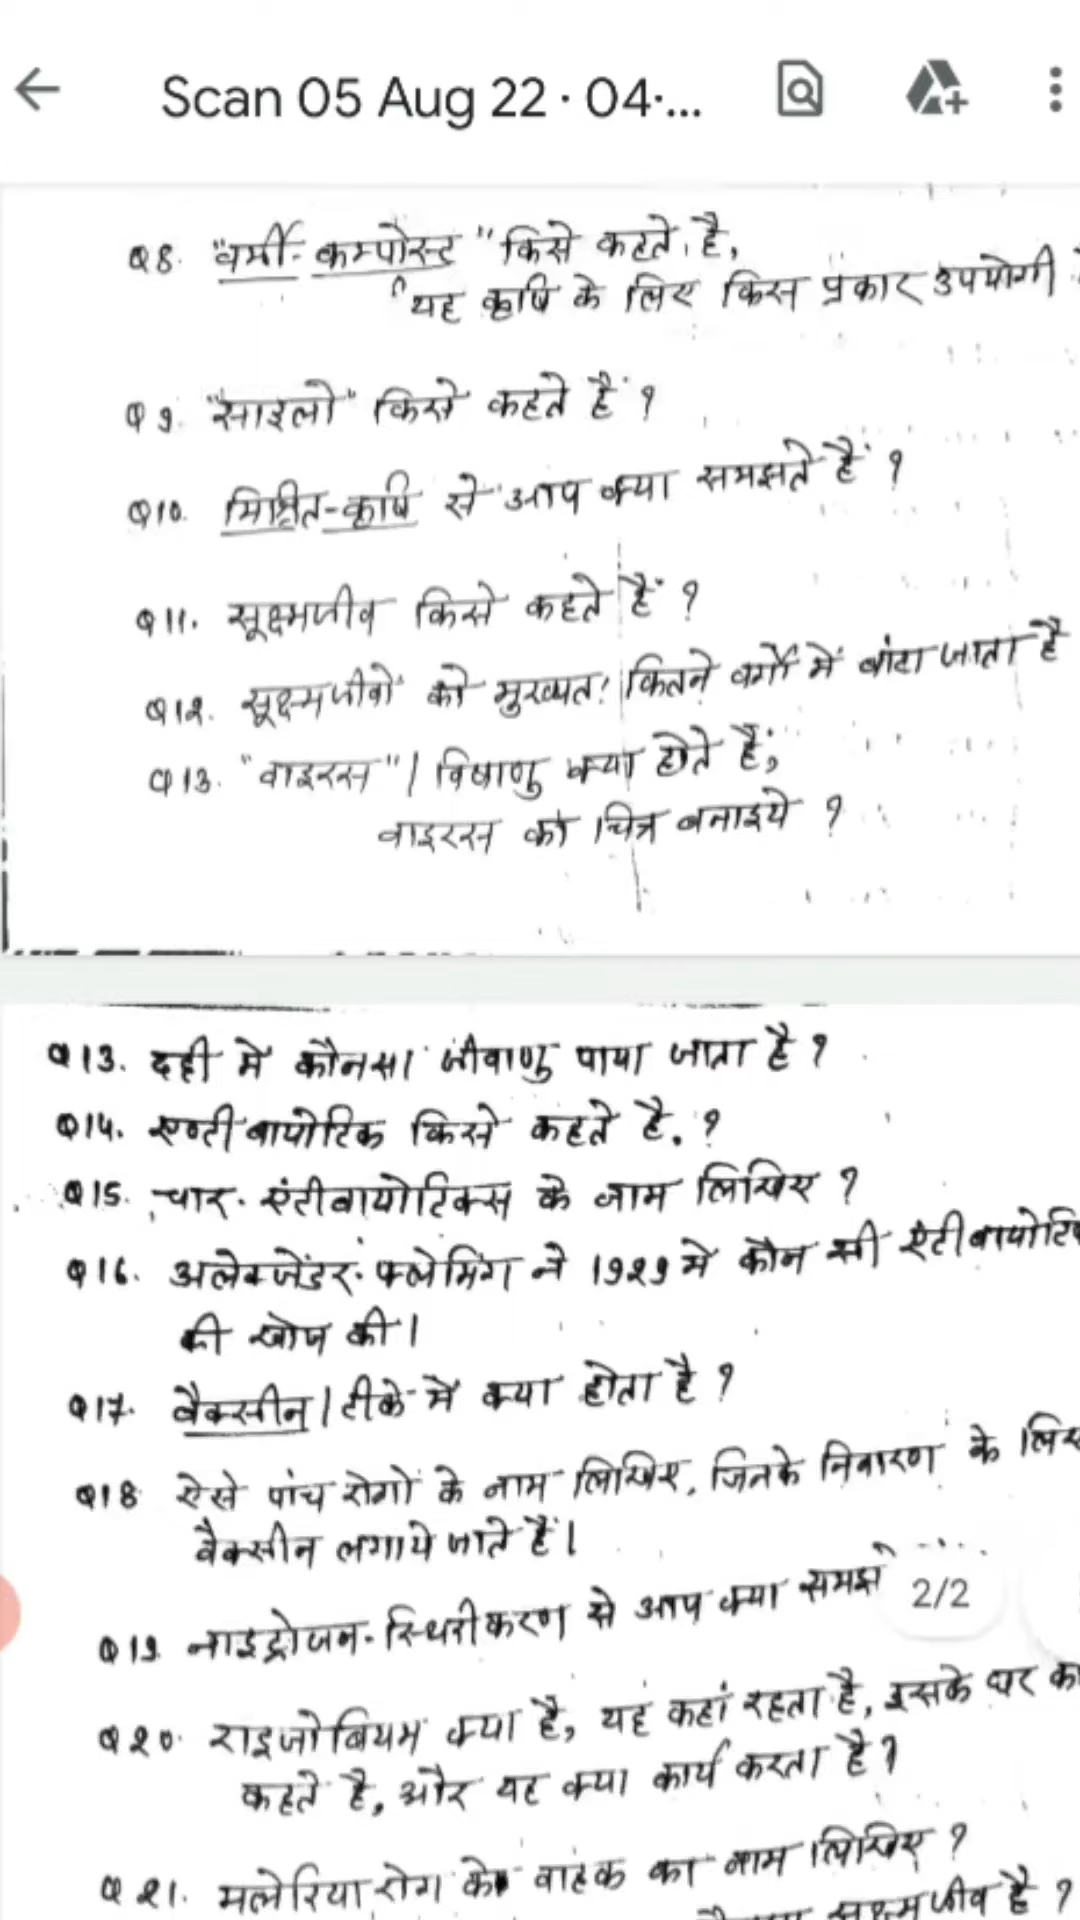 Scan 05 Aug 22 · 04·...
Q8. "वर्मी- कम्पोस्ट" किसे कहते है,
यह कृषि के लिए किस प्रकार उपयोगी
Q9. "साइलो" किसे कहते हैं ?
Q10. मिश्रित-कृषि से आप क्या समझते हैं ?
Q11. सूक्ष्मजीव किसे कहते हैं ?
Q12. सूक्ष्मजीवों को मुख्यत: कितने वर्गों में बांटा जाता है
Q13. "वाइरस" / विषाणु क्या होते हैं,
वाइरस का चित्र बनाइये ?
Q13. दही में कौनसा जीवाणु पाया जाता है ?
Q14. एण्टीबायोटिक किसे कहते है. ?
Q15. चार. एंटीबायोटिक्स के नाम लिखिए ?
Q16. अलेक्जेंडर. फ्लेमिंग ने 1929 मे कौन सी एंटीबायोटि
की खोज की।
Q17. वैक्सीन / टीके में क्या होता है ?
Q18 ऐसे पांच रोगों के नाम लिखिए, जिनके निवारण के लिए
वैक्सीन लगाये जाते हैं।
Q19. नाइट्रोजन-स्थिरीकरण से आप क्या समझ
2/2
Q20. राइजोबियम क्या है, यह कहां रहता है, इसके घर का
कहते है, और यह क्या कार्य करता है ?
Q21. मलेरिया रोग के वाहक का नाम लिखिए ?
सूक्ष्मजीव है ?